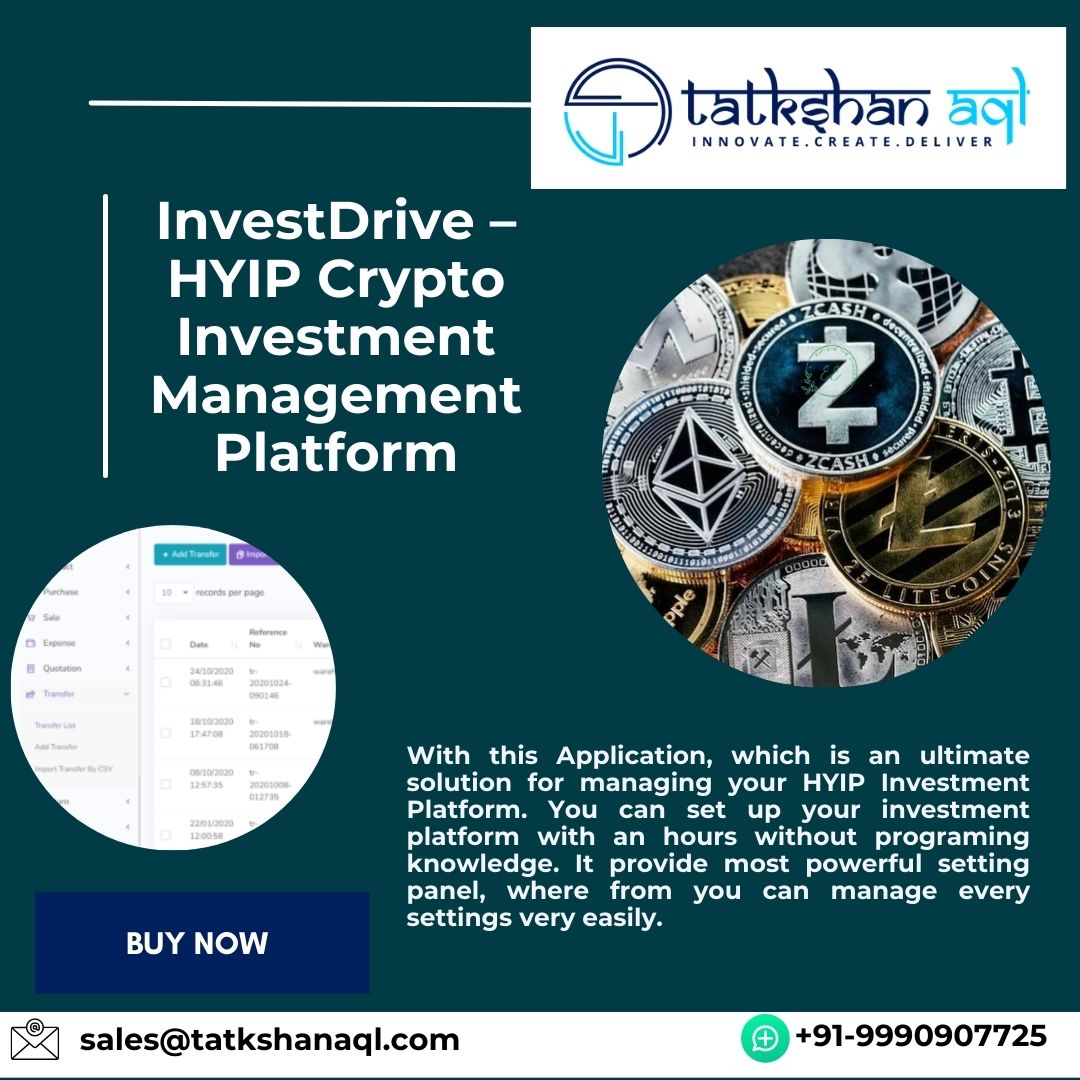 tatkshan aql
INNOVATE.CREATE.DELIVER
InvestDrive –
HYIP Crypto
Investment
Management
Platform
ZCASH
decentralized
shielded
secured
ZCASH
LITECOINS
25
+ Add Transfer
Purchase
10 records per page
Sale
Expense
Date
Reference
No
Quotation
24/10/2020
08:31:46
tr-
20201024-
090146
Transfer
Transfer List
18/10/2020
17:47:08
tr-
20201018-
061708
Add Transfer
Import Transfer By CSV
08/10/2020
12:57:35
tr-
20201008-
012735
22/01/2020
12:00:58
tr-
With this Application, which is an ultimate
solution for managing your HYIP Investment
Platform. You can set up your investment
platform with an hours without programing
knowledge. It provide most powerful setting
panel, where from you can manage every
settings very easily.
BUY NOW
sales@tatkshanaql.com
+91-9990907725